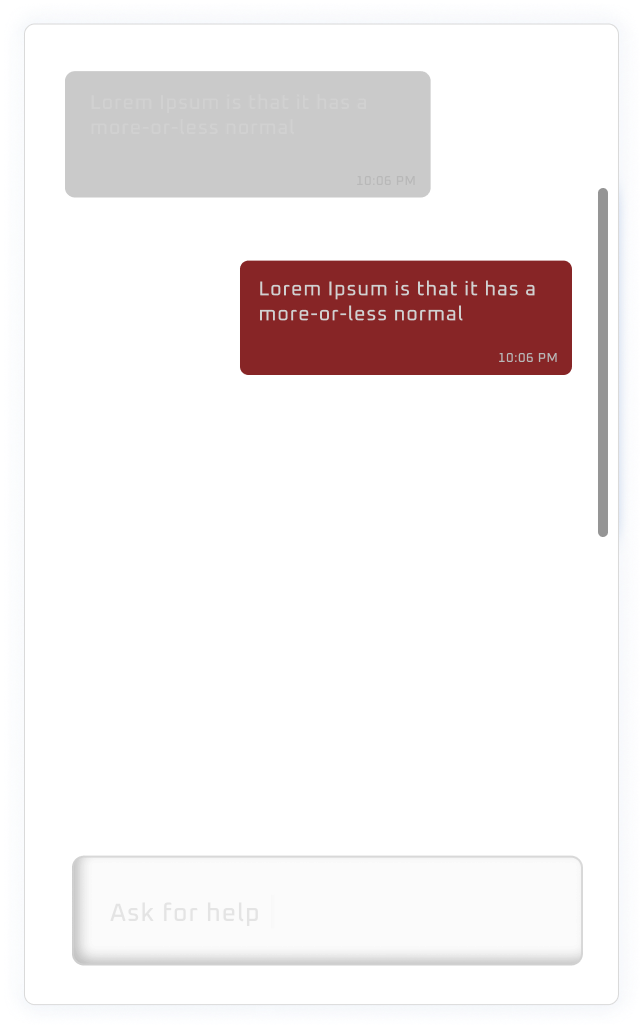 Lorem Ipsum is that it has a
more-or-less normal
10:06 PM
Lorem Ipsum is that it has a
more-or-less normal
10:06 PM
Ask for help